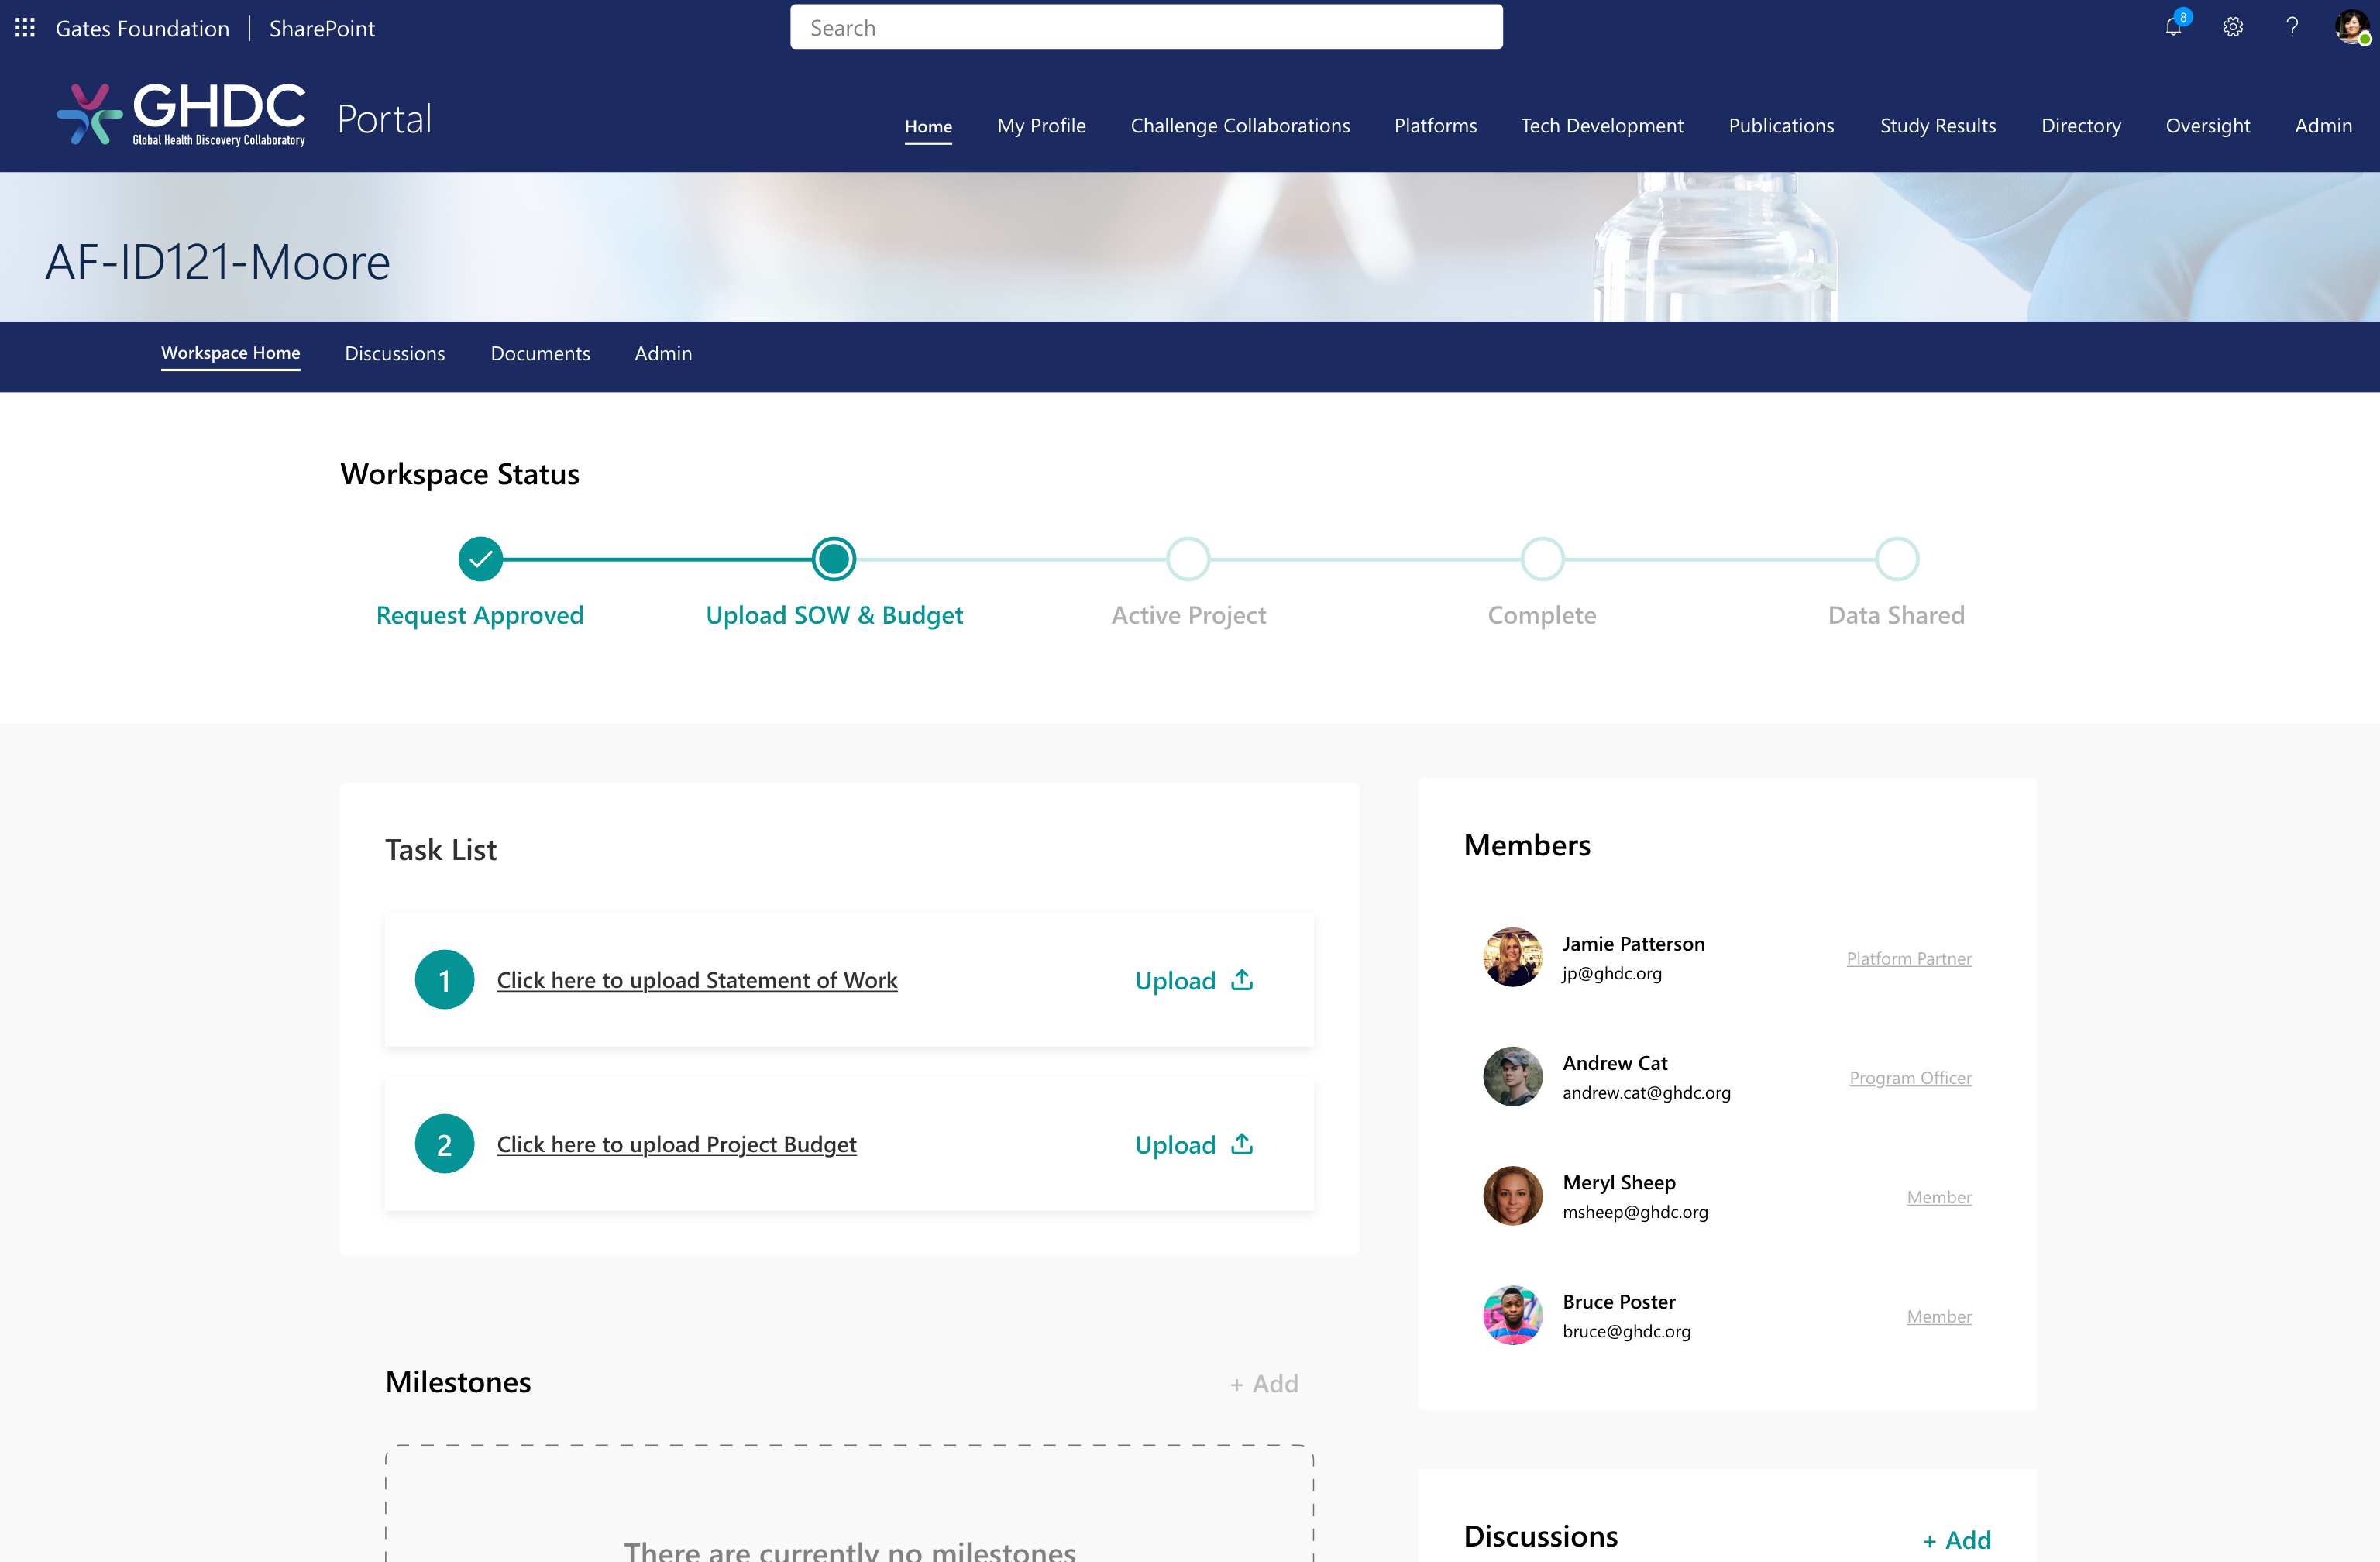 Gates Foundation | SharePoint
Search
8
GHDC
Global Health Discovery Collaboratory
Portal
Home My Profile Challenge Collaborations Platforms Tech Development Publications Study Results Directory Oversight Admin
AF-ID121-Moore
Workspace Home Discussions Documents Admin
Workspace Status
Request Approved Upload SOW & Budget Active Project Complete Data Shared
Task List
1 Click here to upload Statement of Work Upload
2 Click here to upload Project Budget Upload
Milestones + Add
There are currently no milestones
Members
Jamie Patterson
jp@ghdc.org
Platform Partner
Andrew Cat
andrew.cat@ghdc.org
Program Officer
Meryl Sheep
msheep@ghdc.org
Member
Bruce Poster
bruce@ghdc.org
Member
Discussions + Add